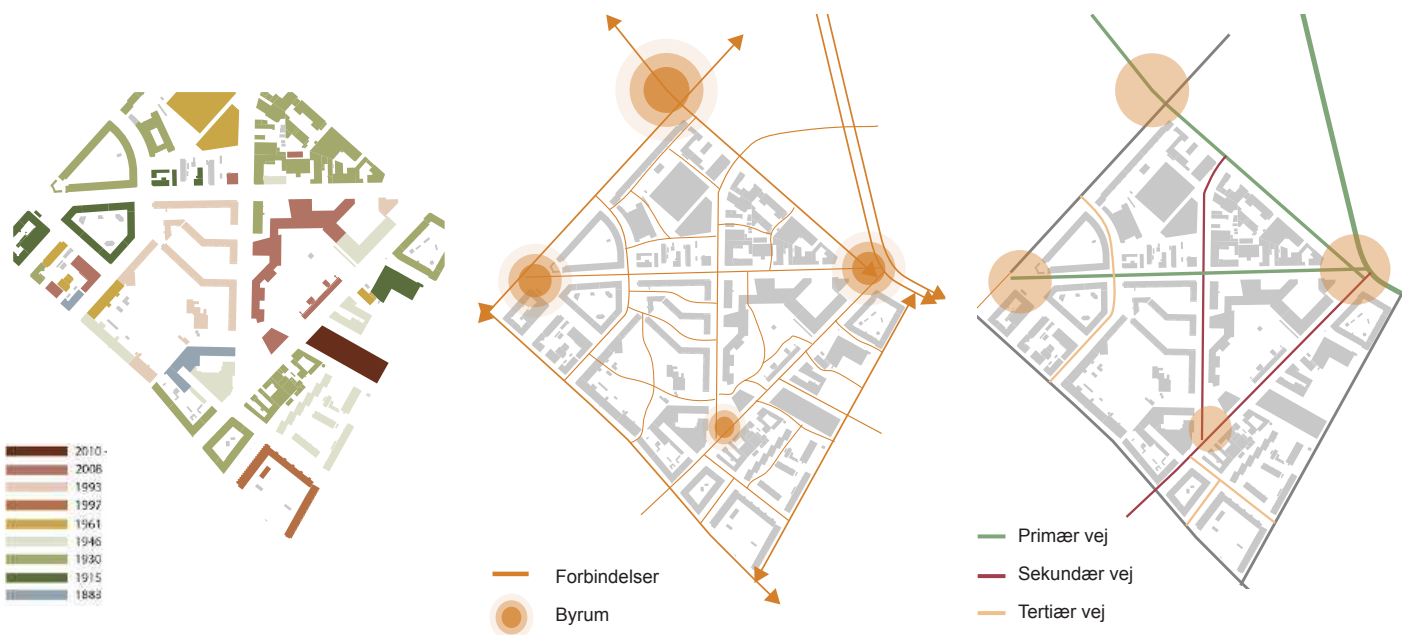 2010 -
2008
1993
1997
1961
1946
1930
1915
1883
Forbindelser
Byrum
Primær vej
Sekundær vej
Tertiær vej